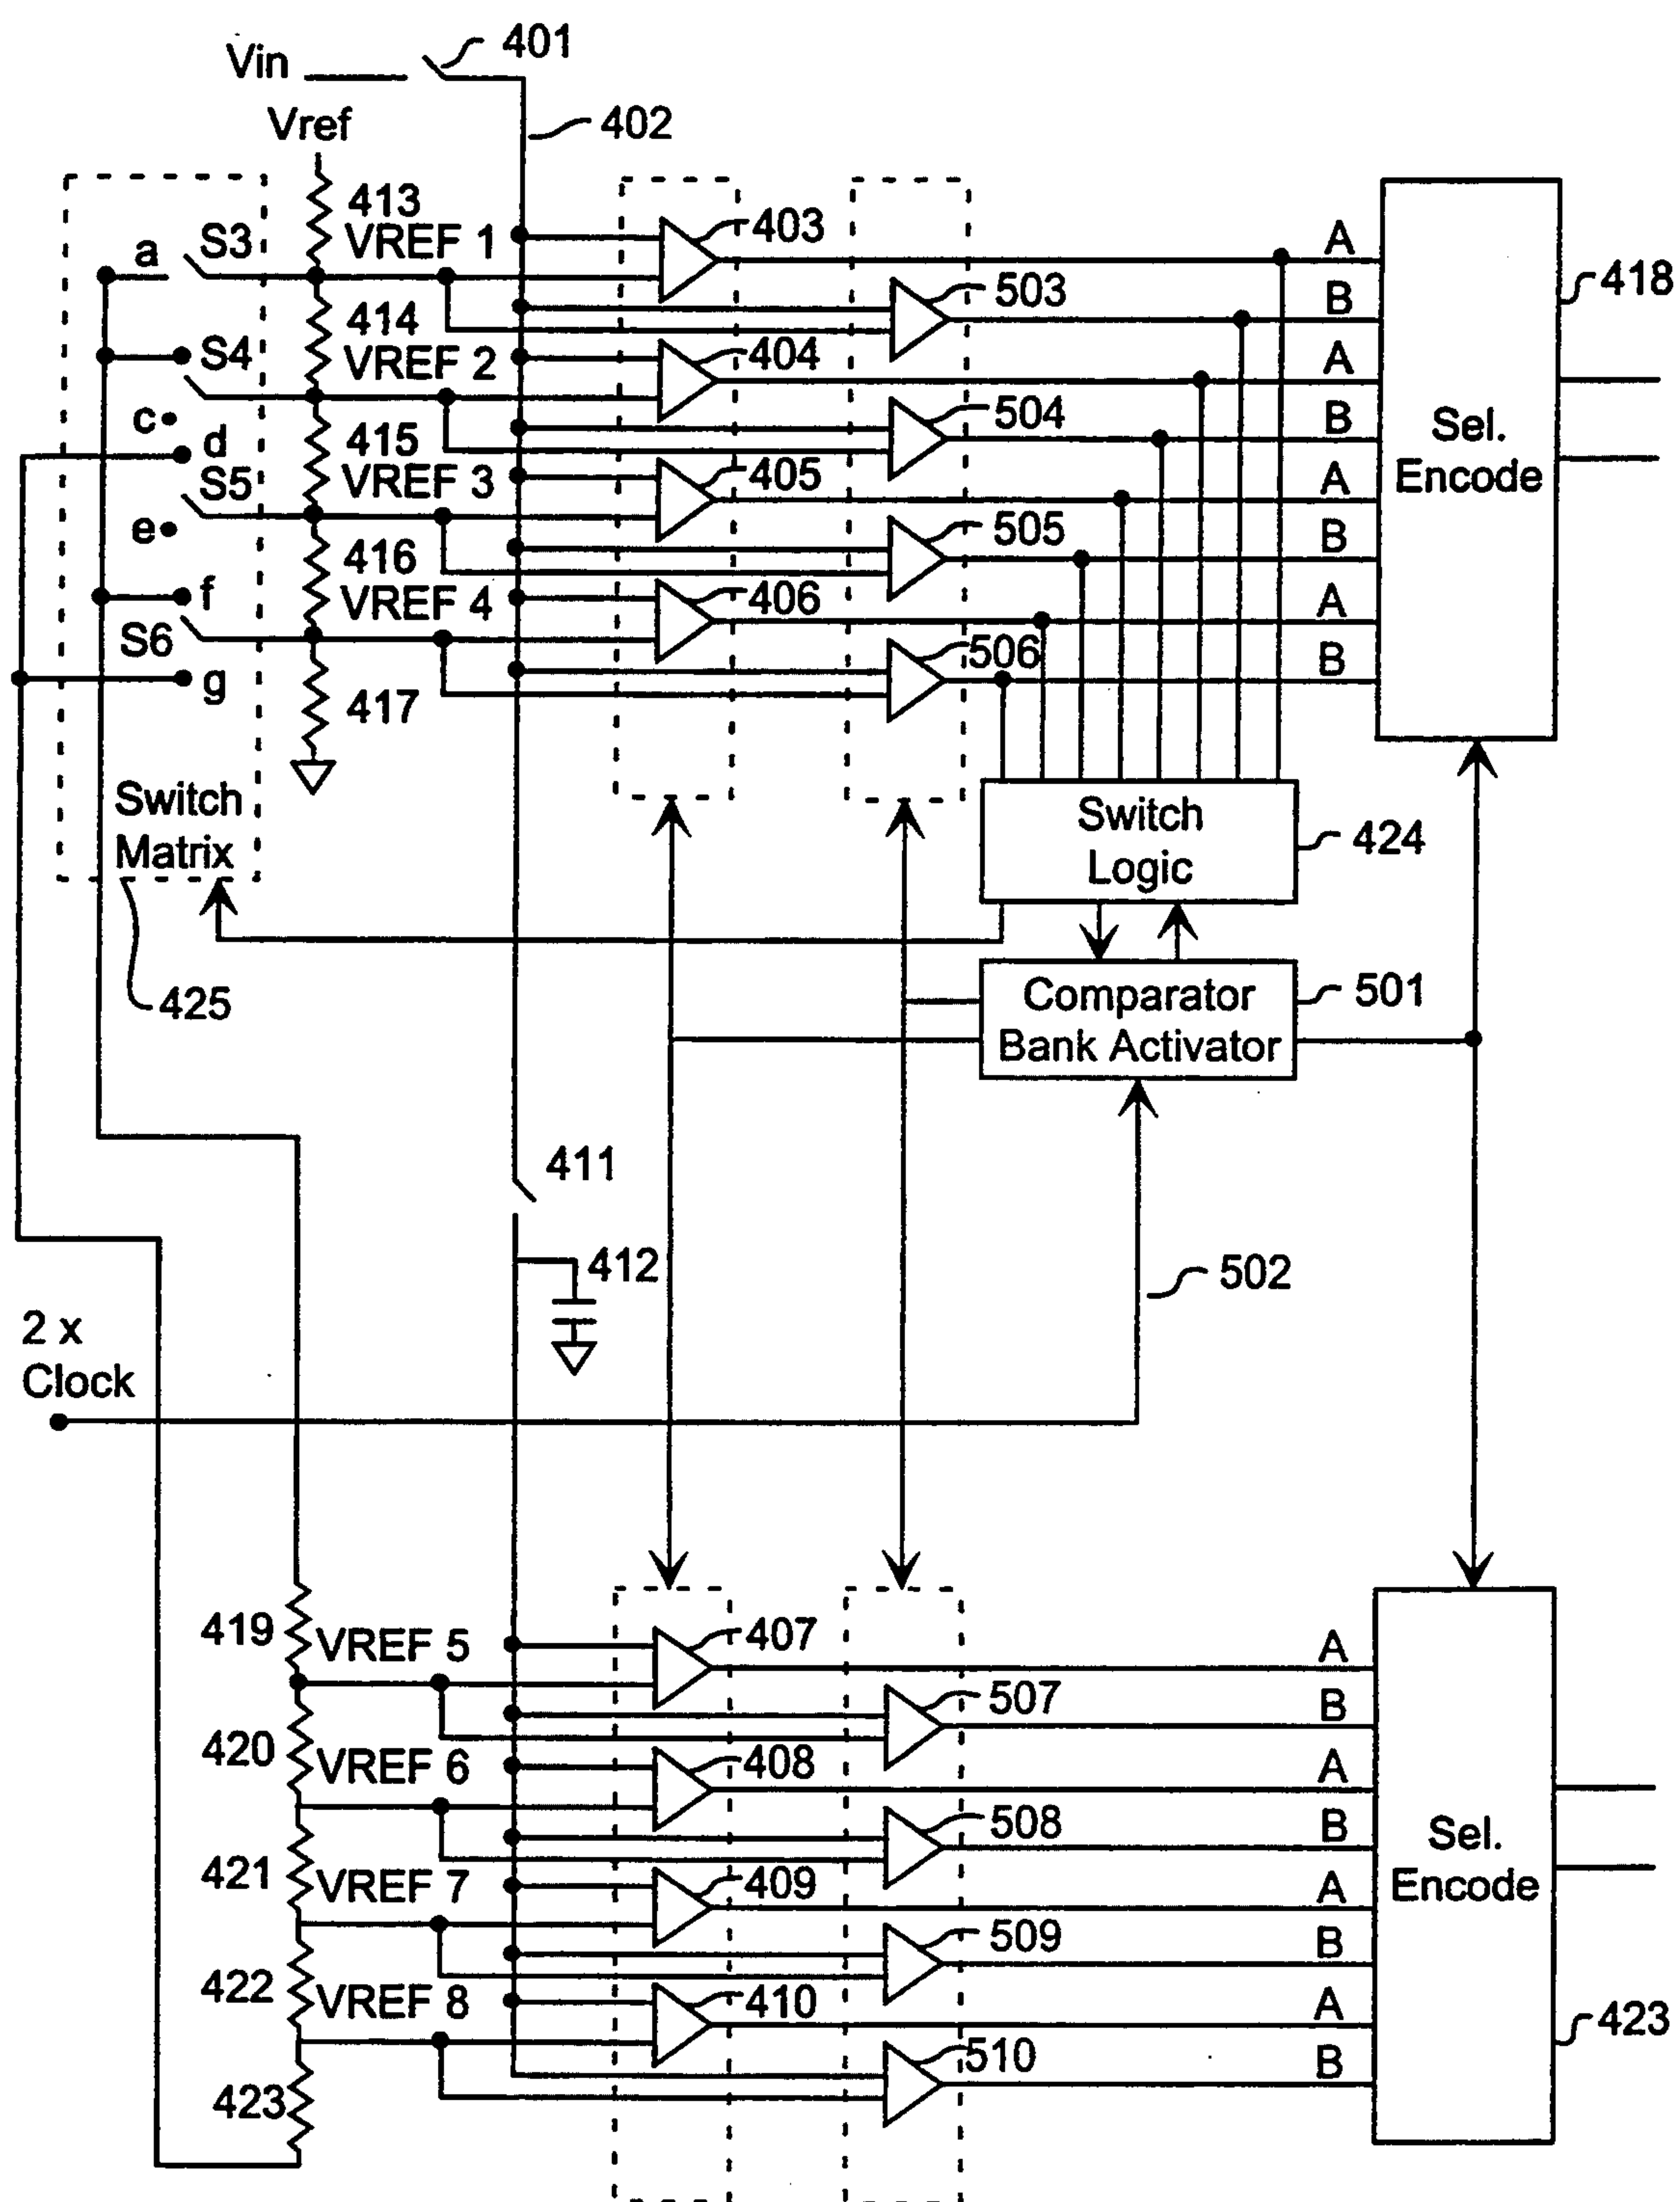 Vin
401
Vref
402
413
VREF 1
a
S3
403
A
503
B
418
414
VREF 2
S4
404
A
c
504
B
d
415
VREF 3
S5
405
A
Sel.
Encode
e
505
B
416
VREF 4
f
406
A
S6
506
B
g
417
Switch
Matrix
Switch
Logic
424
425
Comparator
Bank Activator
501
411
412
502
2 x
Clock
419
VREF 5
407
A
507
B
420
VREF 6
408
A
508
B
Sel.
Encode
421
VREF 7
409
A
509
B
422
VREF 8
410
A
423
510
B
423